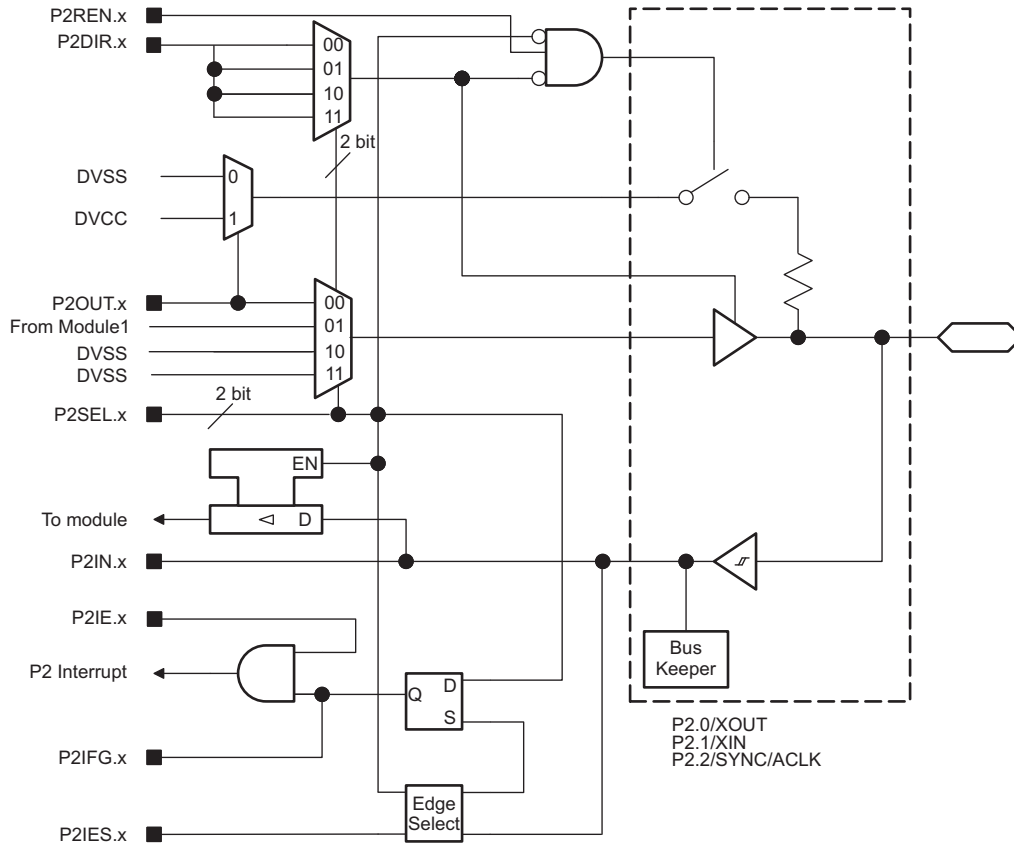 P2REN.x
P2DIR.x
00
01
10
11
2 bit
DVSS
0
DVCC
1
P2OUT.x
00
From Module1
01
DVSS
10
DVSS
11
2 bit
P2SEL.x
EN
To module
D
P2IN.x
P2IE.x
Bus
Keeper
P2 Interrupt
Q
D
S
P2.0/XOUT
P2.1/XIN
P2.2/SYNC/ACLK
P2IFG.x
Edge
Select
P2IES.x